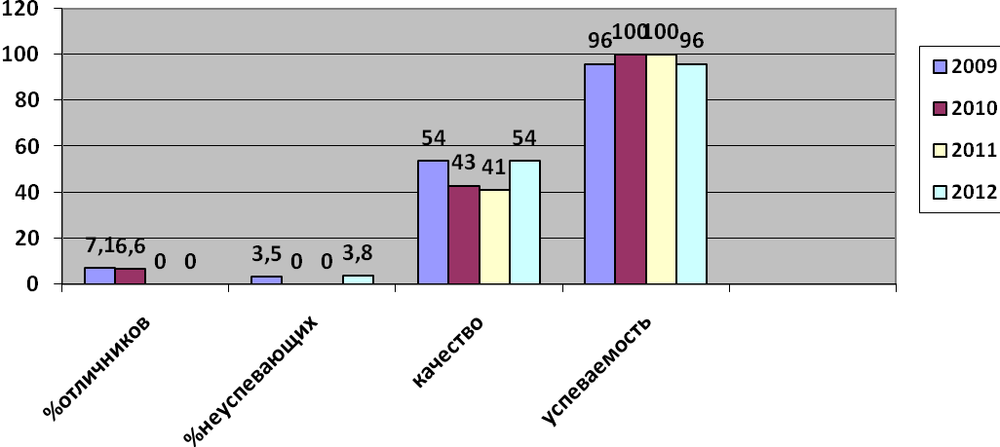 120
100
80
60
40
20
0
7,1 6,6 0 0
3,5 0 0 3,8
54 43 41 54
96 100 100 96
%отличников
%неуспевающих
качество
успеваемость
2009
2010
2011
2012